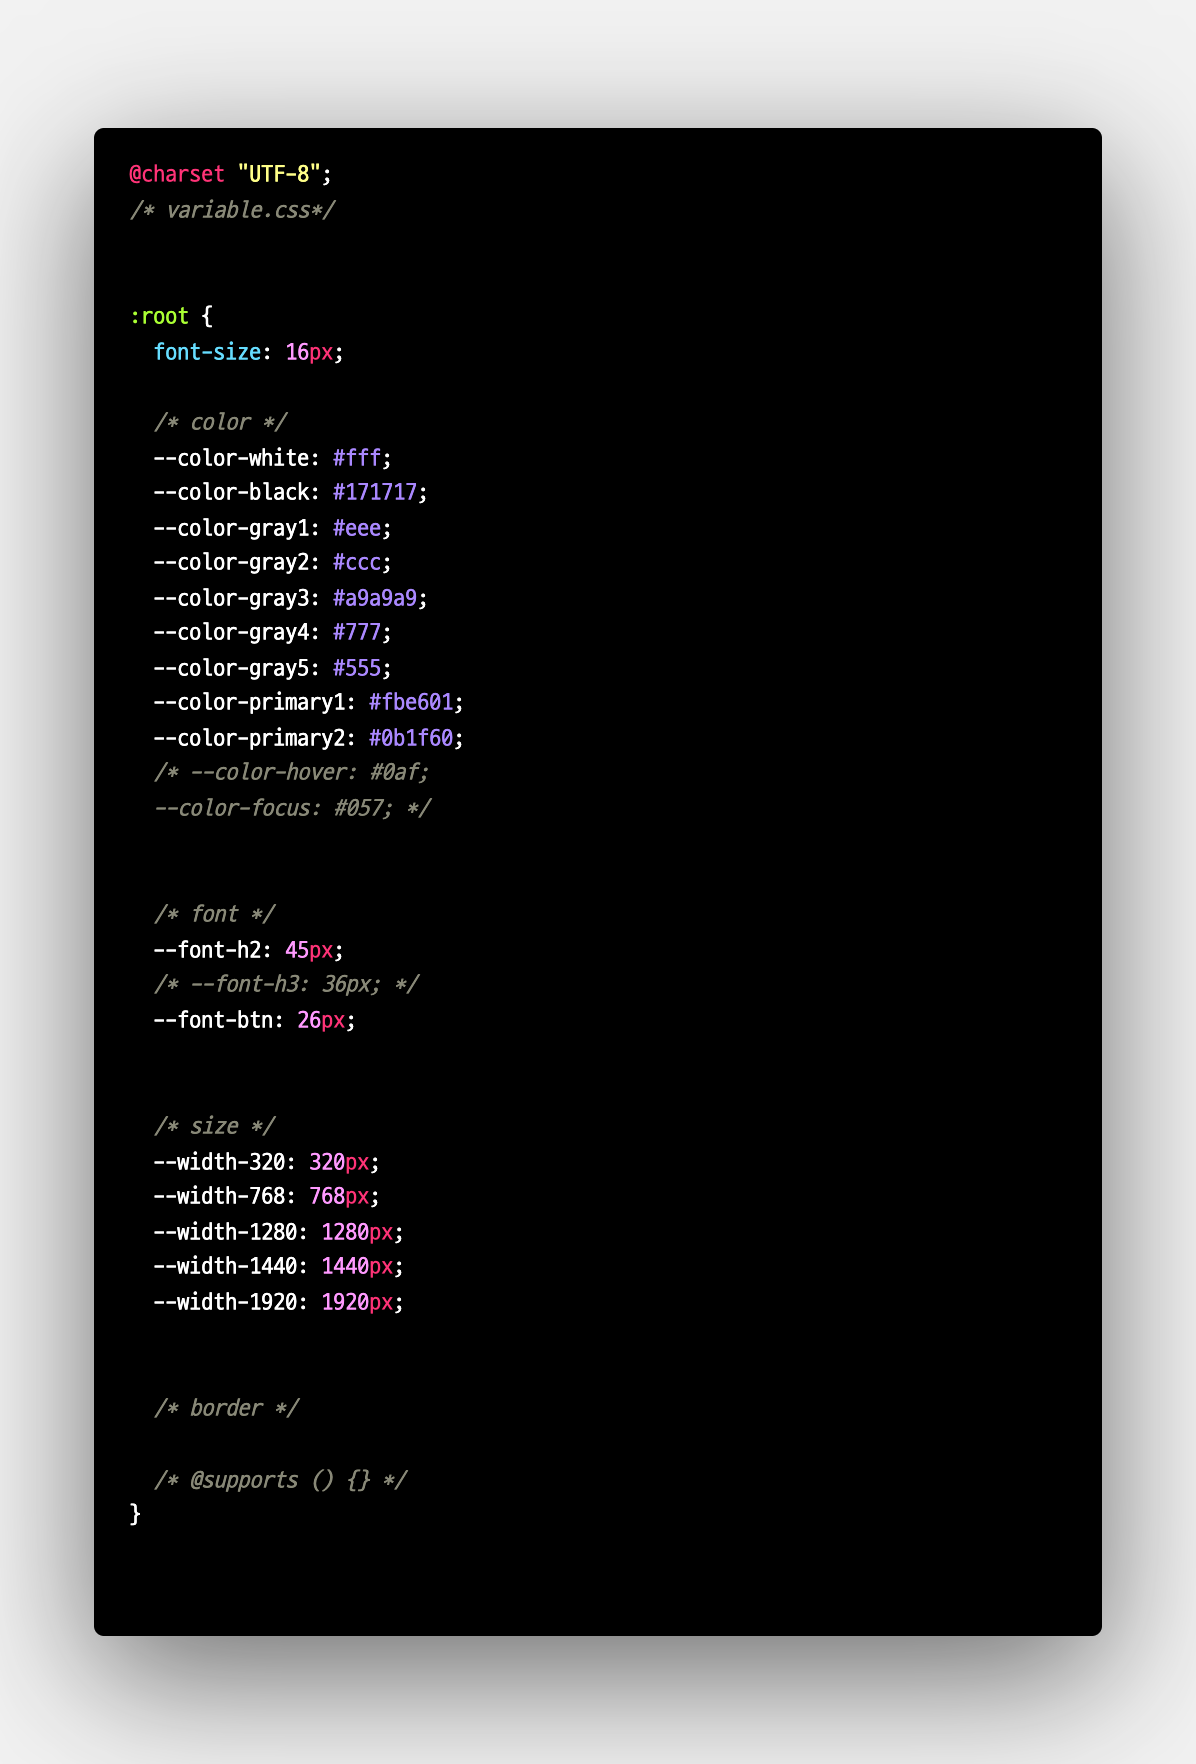 @charset "UTF-8";
/* variable.css*/
:root {
  font-size: 16px;
  /* color */
  --color-white: #fff;
  --color-black: #171717;
  --color-gray1: #eee;
  --color-gray2: #ccc;
  --color-gray3: #a9a9a9;
  --color-gray4: #777;
  --color-gray5: #555;
  --color-primary1: #fbe601;
  --color-primary2: #0b1f60;
  /* --color-hover: #0af;
  --color-focus: #057; */
  /* font */
  --font-h2: 45px;
  /* --font-h3: 36px; */
  --font-btn: 26px;
  /* size */
  --width-320: 320px;
  --width-768: 768px;
  --width-1280: 1280px;
  --width-1440: 1440px;
  --width-1920: 1920px;
  /* border */
  /* @supports () {} */
}